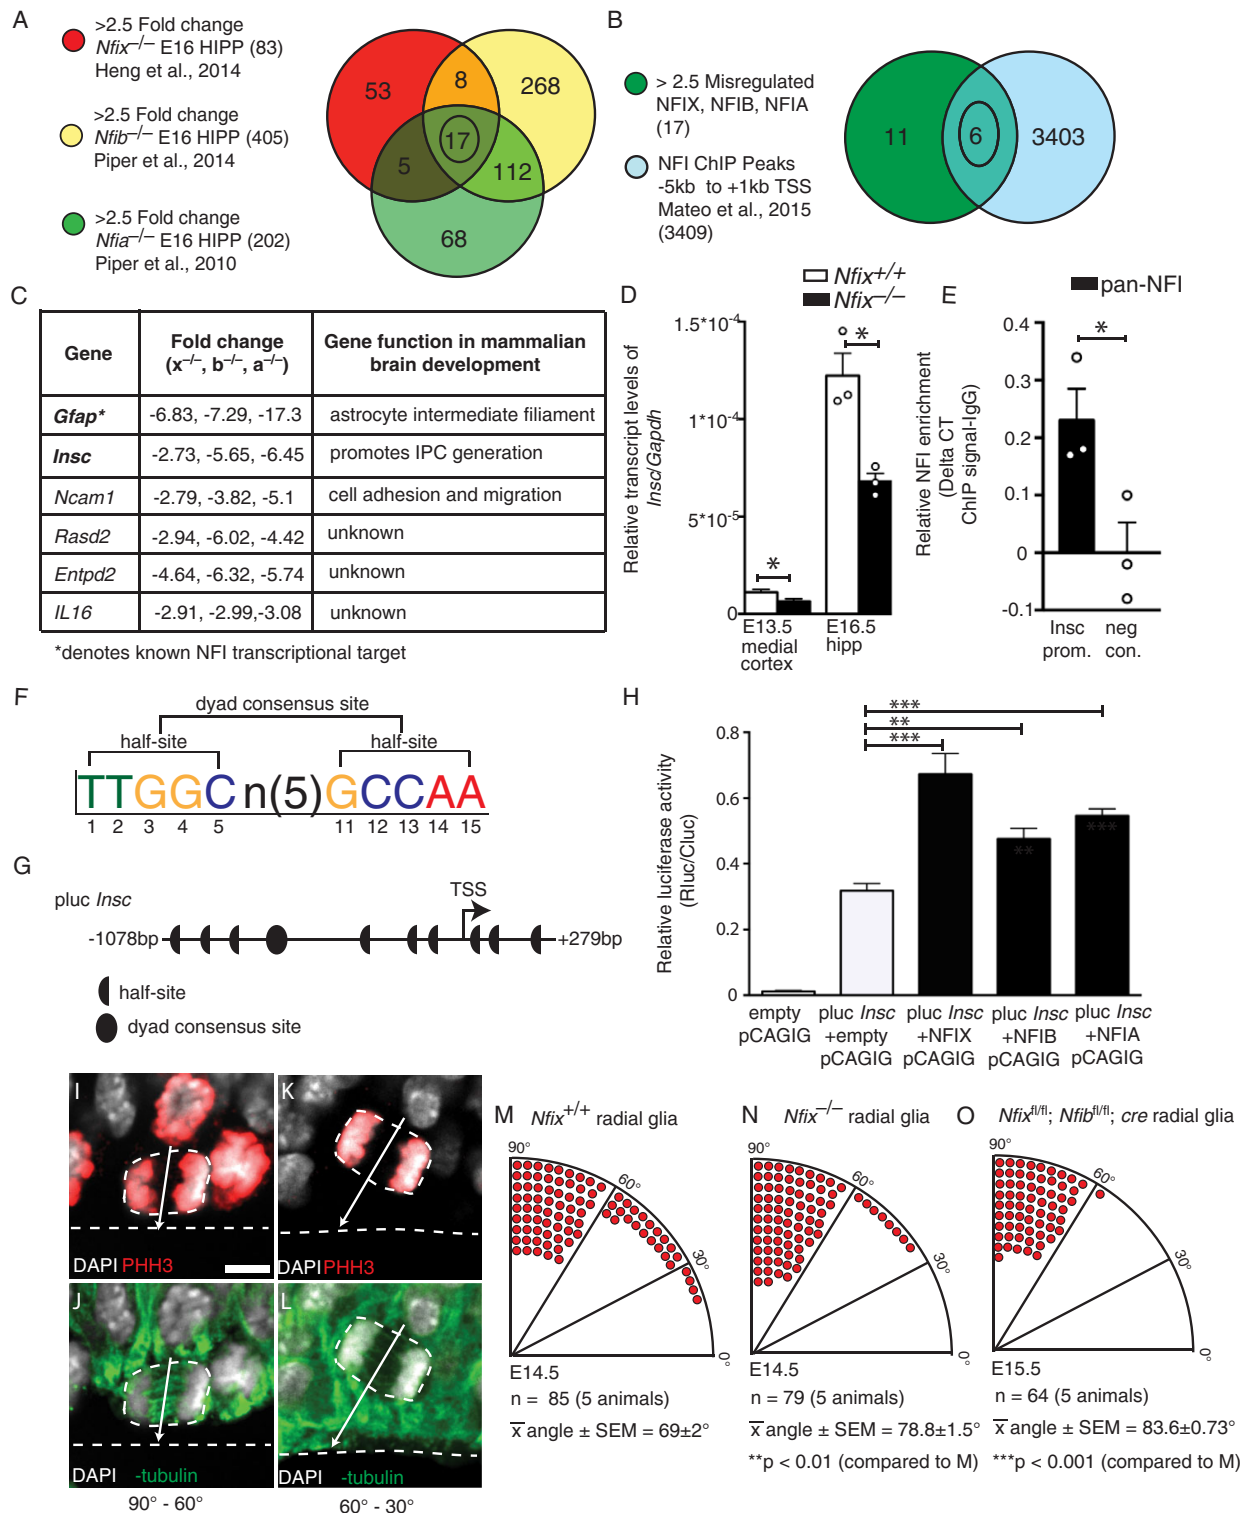 A
>2.5 Fold change
Nfix–/– E16 HIPP (83)
Heng et al., 2014
>2.5 Fold change
Nfib–/– E16 HIPP (405)
Piper et al., 2014
>2.5 Fold change
Nfia–/– E16 HIPP (202)
Piper et al., 2010
53
8
268
17
5
112
68
B
> 2.5 Misregulated
NFIX, NFIB, NFIA
(17)
NFI ChIP Peaks
-5kb to +1kb TSS
Mateo et al., 2015
(3409)
11
6
3403
C
Gene
Fold change
(x–/–, b–/–, a–/–)
Gene function in mammalian
brain development
Gfap*
-6.83, -7.29, -17.3
astrocyte intermediate filiament
Insc
-2.73, -5.65, -6.45
promotes IPC generation
Ncam1
-2.79, -3.82, -5.1
cell adhesion and migration
Rasd2
-2.94, -6.02, -4.42
unknown
Entpd2
-4.64, -6.32, -5.74
unknown
IL16
-2.91, -2.99,-3.08
unknown
*denotes known NFI transcriptional target
D
Nfix+/+
Nfix–/–
Relative transcript levels of
Insc/Gapdh
1.5*10-4
1*10-4
5*10-5
0
*
*
E13.5
medial
cortex
E16.5
hipp
E
pan-NFI
Relative NFI enrichment
(Delta CT
ChIP signal-IgG)
0.4
0.3
0.2
0.1
0
-0.1
*
Insc
prom.
neg
con.
F
dyad consensus site
half-site
half-site
TTGGCn(5)GCCAA
1 2 3 4 5 11 12 13 14 15
G
pluc Insc
TSS
-1078bp
+279bp
half-site
dyad consensus site
H
Relative luciferase activity
(Rluc/Cluc)
0.8
0.6
0.4
0.2
0
***
**
***
**
***
empty
pCAGIG
pluc Insc
+empty
pCAGIG
pluc Insc
+NFIX
pCAGIG
pluc Insc
+NFIB
pCAGIG
pluc Insc
+NFIA
pCAGIG
I
DAPI PHH3
K
DAPI PHH3
J
DAPI -tubulin
L
DAPI -tubulin
90° - 60°
60° - 30°
M
Nfix+/+ radial glia
90°
60°
30°
0°
E14.5
n = 85 (5 animals)
x̅ angle ± SEM = 69±2°
N
Nfix–/– radial glia
90°
60°
30°
0°
E14.5
n = 79 (5 animals)
x̅ angle ± SEM = 78.8±1.5°
**p < 0.01 (compared to M)
O
Nfixfl/fl; Nfibfl/fl; cre radial glia
90°
60°
30°
0°
E15.5
n = 64 (5 animals)
x̅ angle ± SEM = 83.6±0.73°
***p < 0.001 (compared to M)